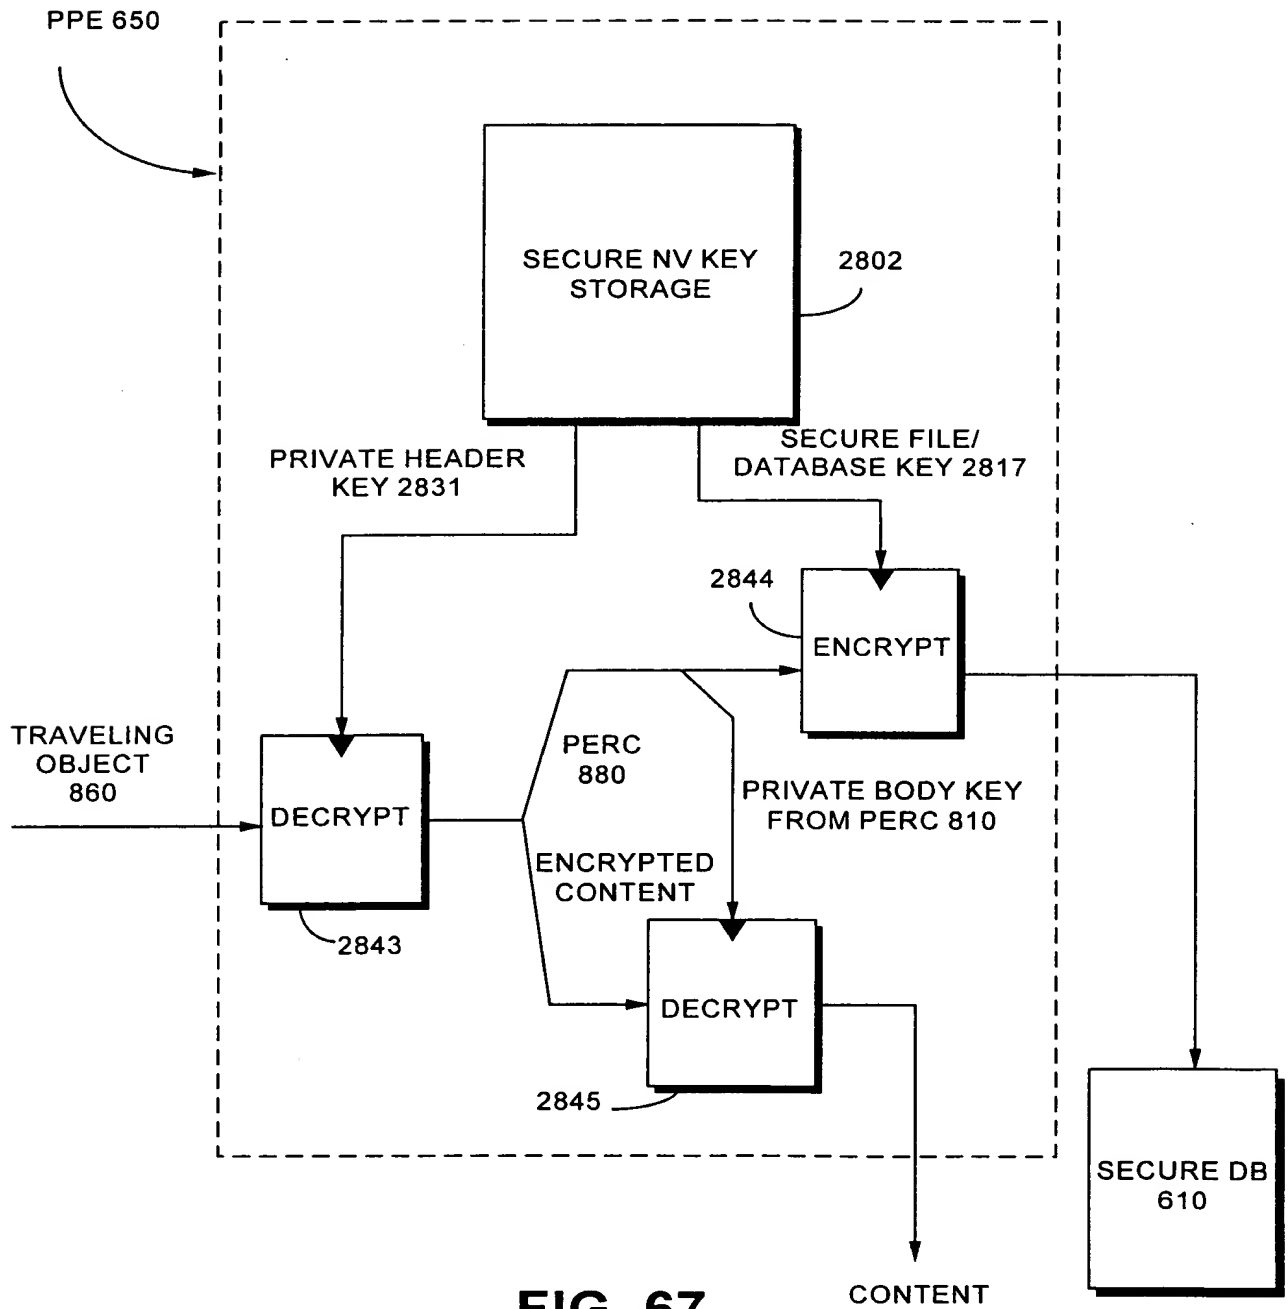 PPE 650
SECURE NV KEY
STORAGE
2802
PRIVATE HEADER
KEY 2831
SECURE FILE/
DATABASE KEY 2817
2844
ENCRYPT
TRAVELING
OBJECT
860
DECRYPT
PERC
880
PRIVATE BODY KEY
FROM PERC 810
ENCRYPTED
CONTENT
2843
DECRYPT
2845
SECURE DB
610
CONTENT
FIG. 67